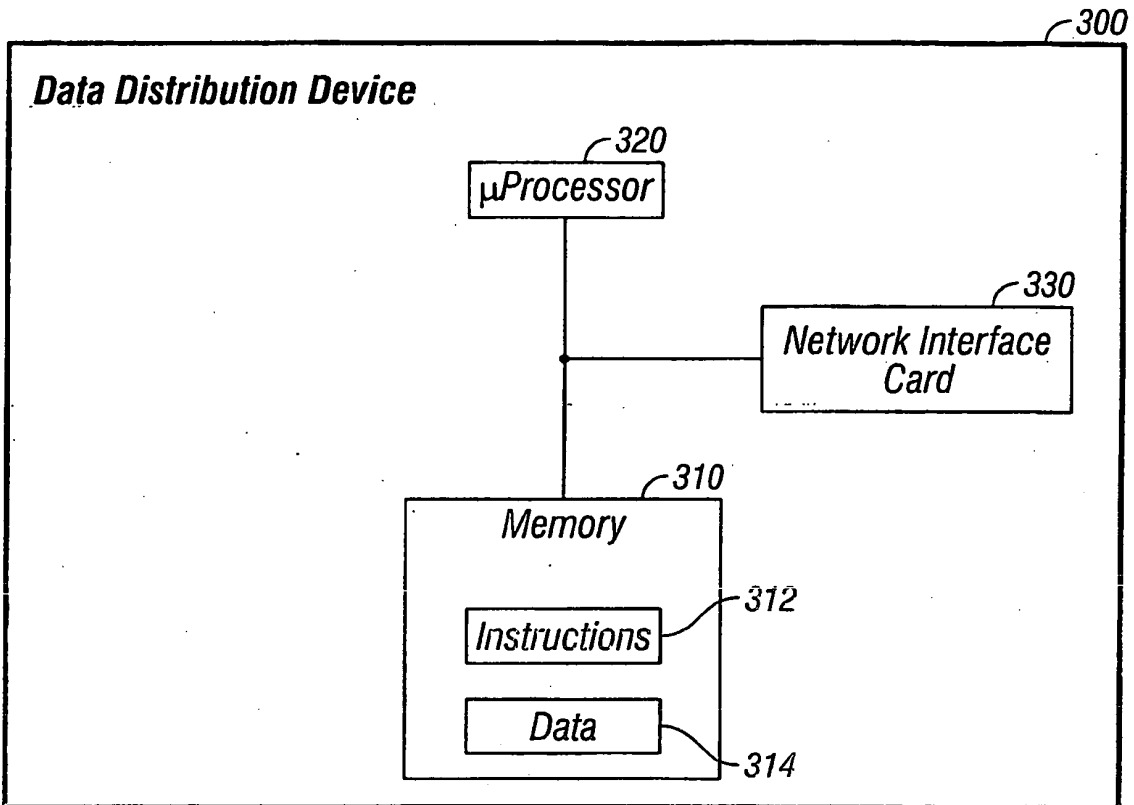 300
Data Distribution Device
320
µProcessor
330
Network Interface
Card
310
Memory
312
Instructions
Data
314